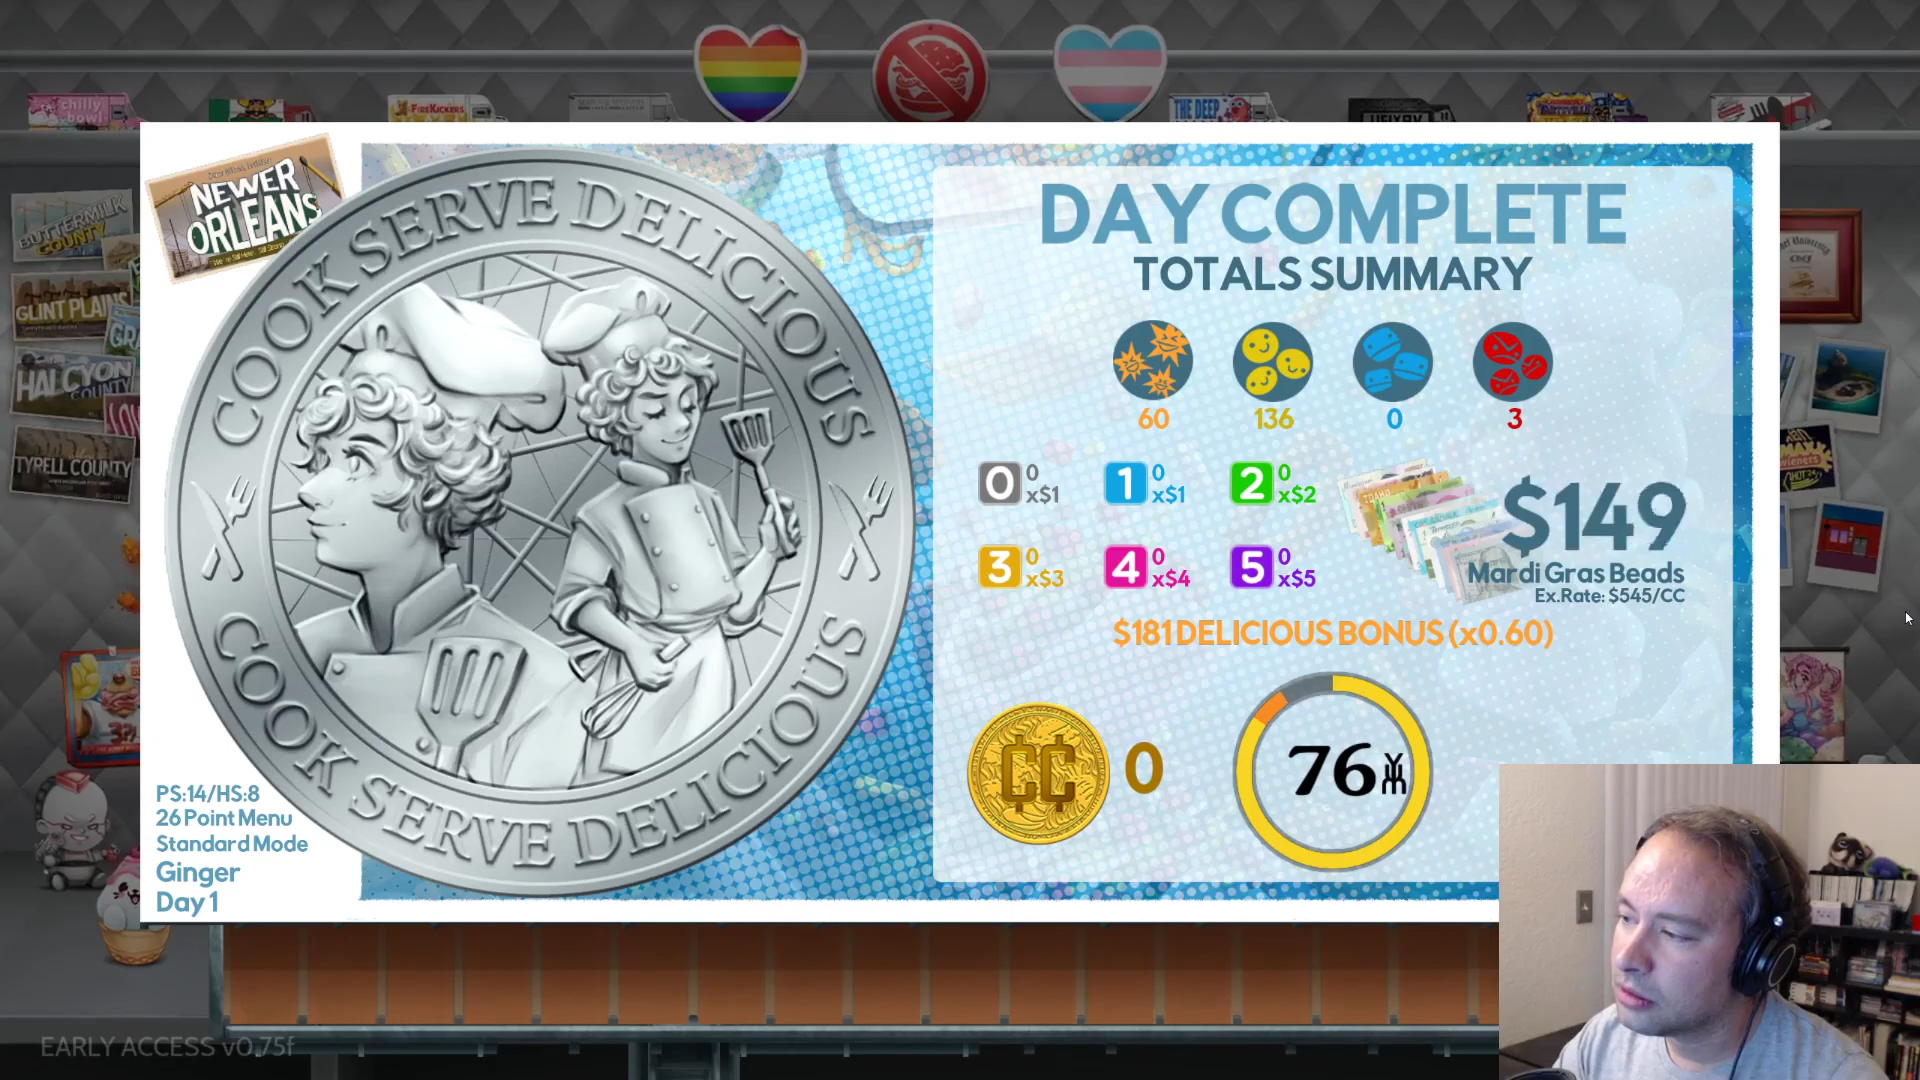 chilly
bowl
FIREKICKERS
THE DEEP
NEWER
ORLEANS
COOK SERVE DELICIOUS
COOK SERVE DELICIOUS
DAY COMPLETE
TOTALS SUMMARY
60
136
0
3
0 0 x$1
1 0 x$1
2 0 x$2
3 0 x$3
4 0 x$4
5 0 x$5
$149
Mardi Gras Beads
Ex.Rate: $545/CC
$181 DELICIOUS BONUS (x0.60)
CC 0
76
PS:14/HS:8
26 Point Menu
Standard Mode
Ginger
Day 1
BUTTERMILK
COUNTY
GLINT PLAINS
HALCYON
COUNTY
TYRELL COUNTY
wieners
EARLY ACCESS v0.75f